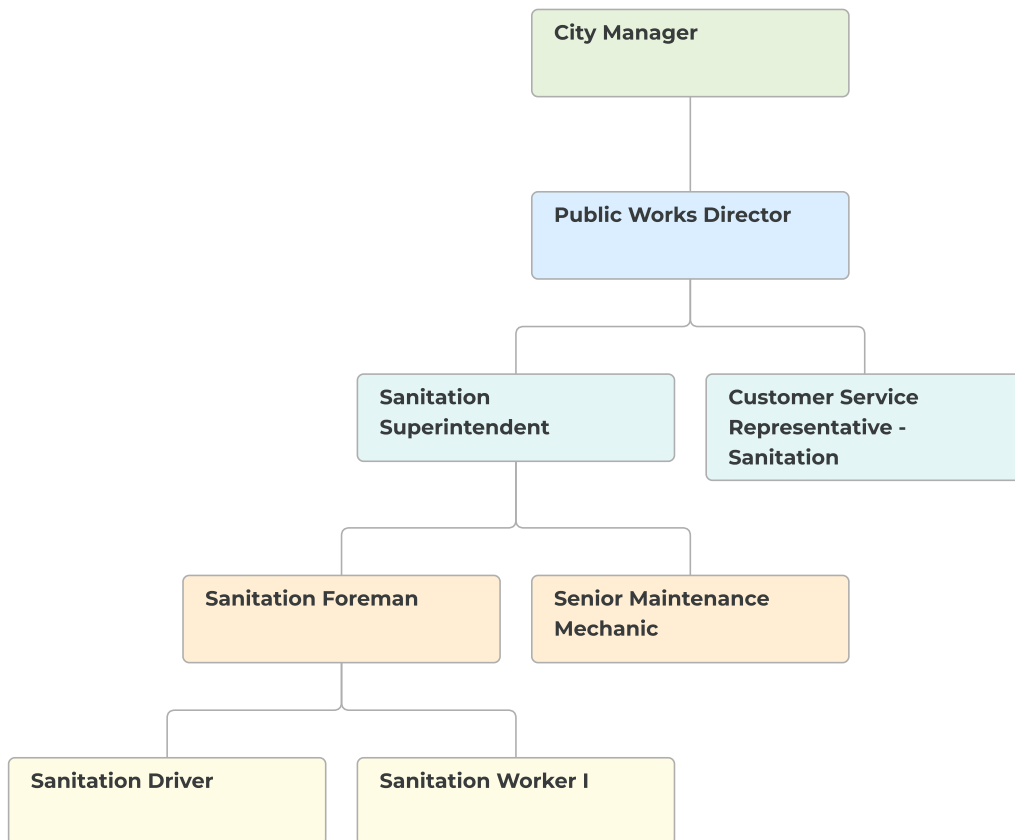 City Manager
Public Works Director
Sanitation
Superintendent
Customer Service
Representative -
Sanitation
Sanitation Foreman
Senior Maintenance
Mechanic
Sanitation Driver
Sanitation Worker I